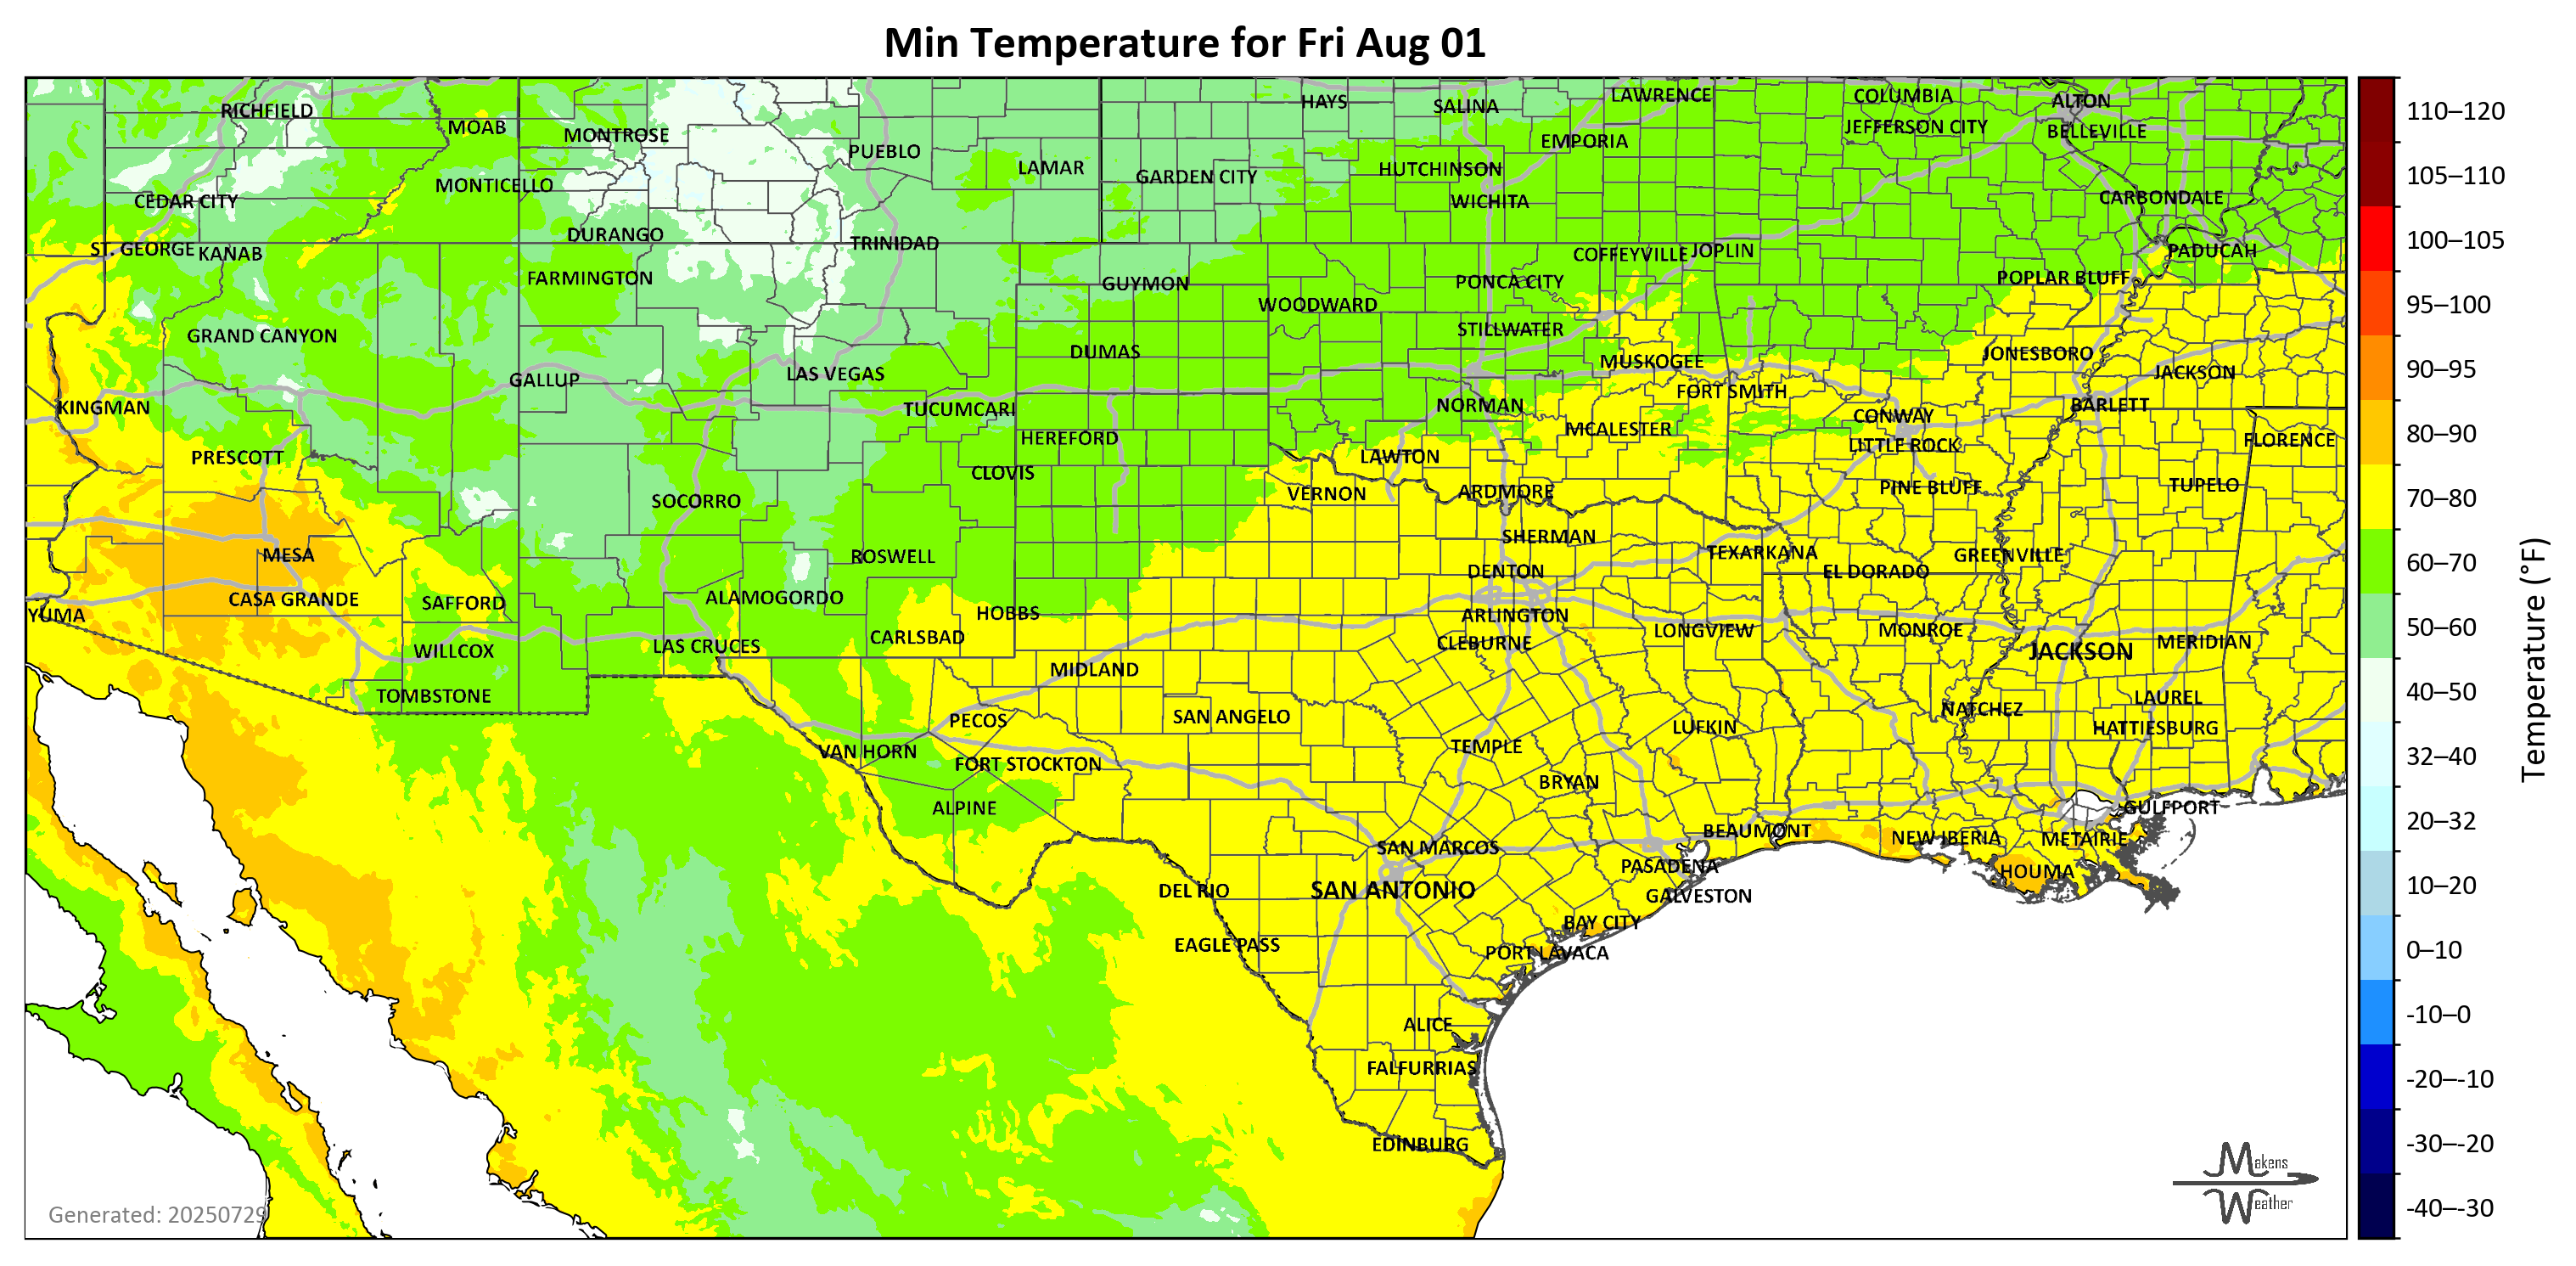 Min Temperature for Fri Aug 01
RICHFIELD
MOAB
MONTROSE
PUEBLO
LAMAR
HAYS
SALINA
LAWRENCE
COLUMBIA
ALTON
JEFFERSON CITY
BELLEVILLE
EMPORIA
HUTCHINSON
GARDEN CITY
WICHITA
CARBONDALE
MONTICELLO
CEDAR CITY
DURANGO
TRINIDAD
ST. GEORGE
KANAB
FARMINGTON
GUYMON
COFFEYVILLE
JOPLIN
PADUCAH
PONCA CITY
POPLAR BLUFF
WOODWARD
STILLWATER
GRAND CANYON
DUMAS
MUSKOGEE
JONESBORO
JACKSON
GALLUP
LAS VEGAS
FORT SMITH
KINGMAN
TUCUMCARI
NORMAN
CONWAY
BARLETT
HEREFORD
MCALESTER
LITTLE ROCK
FLORENCE
PRESCOTT
CLOVIS
LAWTON
SOCORRO
VERNON
ARDMORE
PINE BLUFF
TUPELO
SHERMAN
MESA
ROSWELL
TEXARKANA
GREENVILLE
DENTON
EL DORADO
CASA GRANDE
SAFFORD
ALAMOGORDO
YUMA
HOBBS
ARLINGTON
WILLCOX
LAS CRUCES
CARLSBAD
CLEBURNE
LONGVIEW
MONROE
JACKSON
MERIDIAN
MIDLAND
TOMBSTONE
LAUREL
PECOS
SAN ANGELO
NATCHEZ
LUFKIN
HATTIESBURG
VAN HORN
FORT STOCKTON
TEMPLE
BRYAN
ALPINE
GULFPORT
BEAUMONT
NEW IBERIA
METAIRIE
SAN MARCOS
PASADENA
HOUMA
DEL RIO
SAN ANTONIO
GALVESTON
BAY CITY
EAGLE PASS
PORT LAVACA
ALICE
FALFURRIAS
EDINBURG
Generated: 20250729
Makens
Weather
110–120
105–110
100–105
95–100
90–95
80–90
70–80
60–70
50–60
40–50
32–40
20–32
10–20
0–10
-10–0
-20–-10
-30–-20
-40–-30
Temperature (°F)